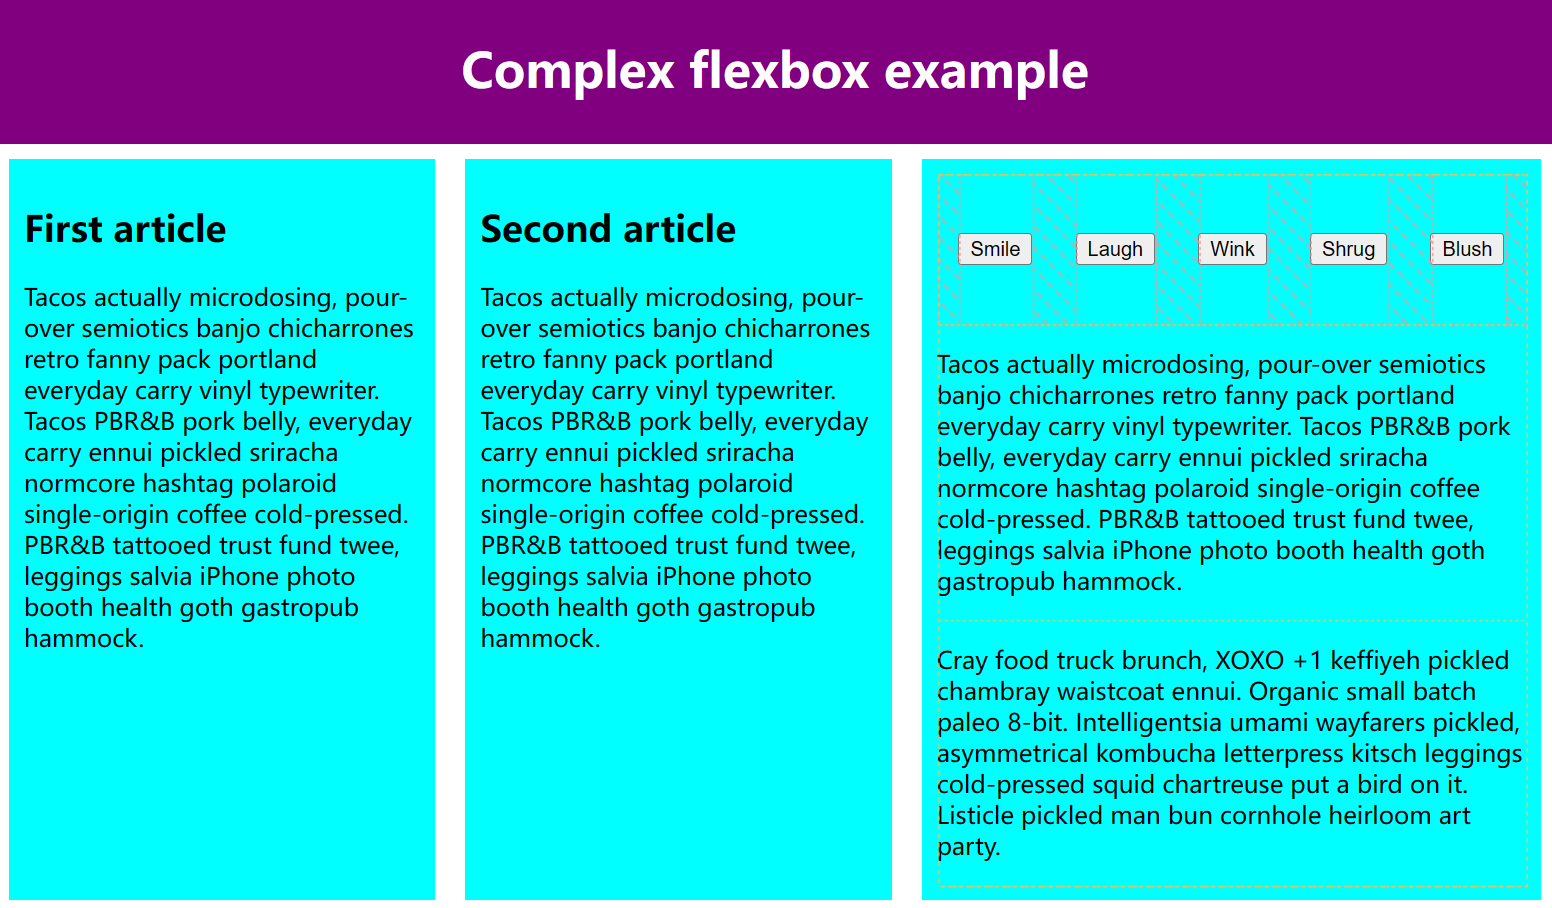 Complex flexbox example
First article
Tacos actually microdosing, pour-
over semiotics banjo chicharrones
retro fanny pack portland
everyday carry vinyl typewriter.
Tacos PBR&B pork belly, everyday
carry ennui pickled sriracha
normcore hashtag polaroid
single-origin coffee cold-pressed.
PBR&B tattooed trust fund twee,
leggings salvia iPhone photo
booth health goth gastropub
hammock.
Second article
Tacos actually microdosing, pour-
over semiotics banjo chicharrones
retro fanny pack portland
everyday carry vinyl typewriter.
Tacos PBR&B pork belly, everyday
carry ennui pickled sriracha
normcore hashtag polaroid
single-origin coffee cold-pressed.
PBR&B tattooed trust fund twee,
leggings salvia iPhone photo
booth health goth gastropub
hammock.
Smile Laugh Wink Shrug Blush
Tacos actually microdosing, pour-over semiotics
banjo chicharrones retro fanny pack portland
everyday carry vinyl typewriter. Tacos PBR&B pork
belly, everyday carry ennui pickled sriracha
normcore hashtag polaroid single-origin coffee
cold-pressed. PBR&B tattooed trust fund twee,
leggings salvia iPhone photo booth health goth
gastropub hammock.
Cray food truck brunch, XOXO +1 keffiyeh pickled
chambray waistcoat ennui. Organic small batch
paleo 8-bit. Intelligentsia umami wayfarers pickled,
asymmetrical kombucha letterpress kitsch leggings
cold-pressed squid chartreuse put a bird on it.
Listicle pickled man bun cornhole heirloom art
party.